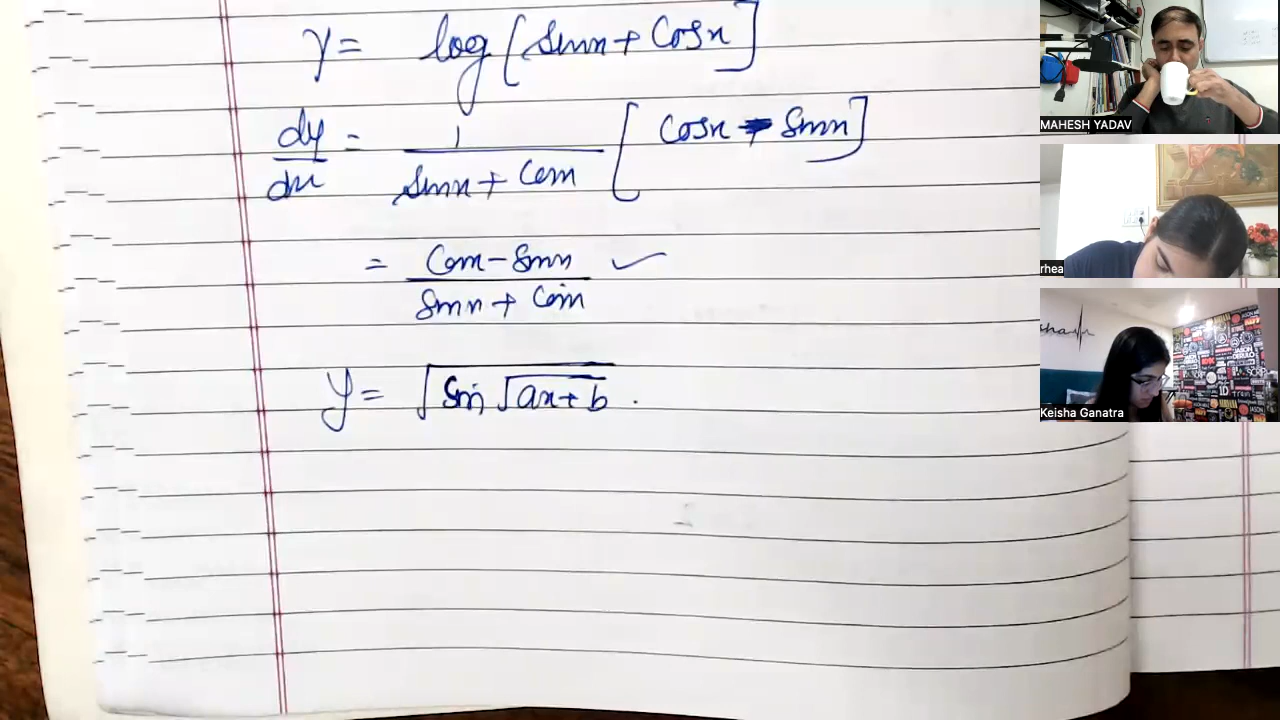 y = log [sinx + cosx]
dy/dx = 1/(sinx + cosx) [cosx - sinx]
= (cosx - sinx)/(sinx + cosx) ✓
y = √(sin √(ax+b)) .
MAHESH YADAV
rhea
Keisha Ganatra